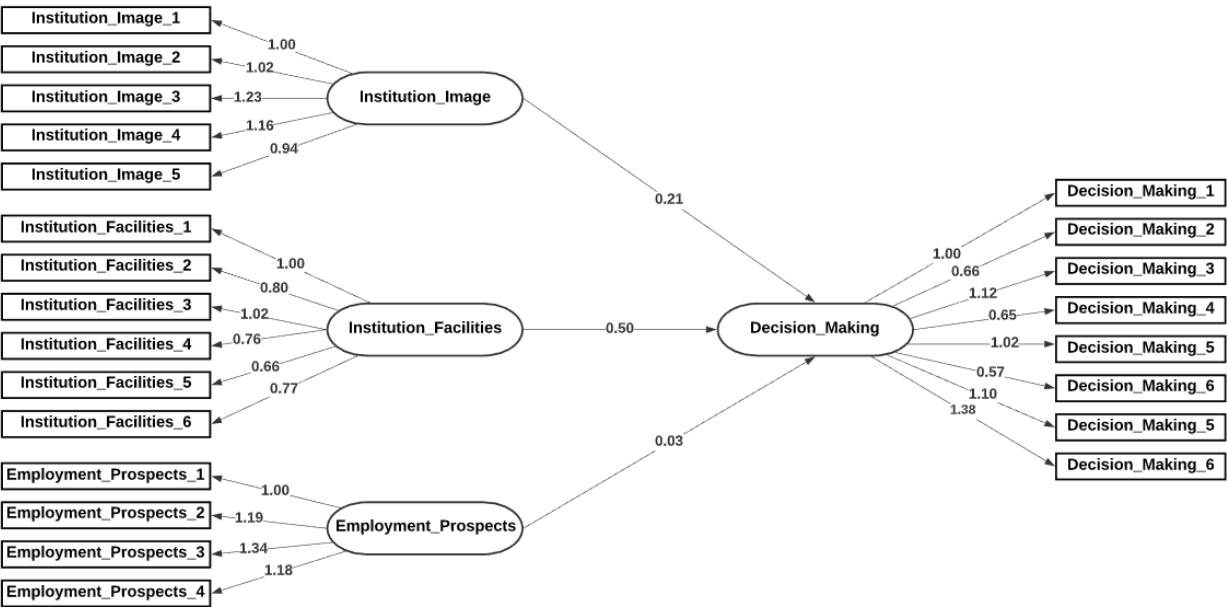 Institution_Image_1
Institution_Image_2
Institution_Image_3
Institution_Image_4
Institution_Image_5
1.00
1.02
1.23
1.16
0.94
Institution_Image
0.21
Institution_Facilities_1
Institution_Facilities_2
Institution_Facilities_3
Institution_Facilities_4
Institution_Facilities_5
Institution_Facilities_6
1.00
0.80
1.02
0.76
0.66
0.77
Institution_Facilities
0.50
Employment_Prospects_1
Employment_Prospects_2
Employment_Prospects_3
Employment_Prospects_4
1.00
1.19
1.34
1.18
Employment_Prospects
0.03
Decision_Making
1.00
0.66
1.12
0.65
1.02
0.57
1.10
1.38
Decision_Making_1
Decision_Making_2
Decision_Making_3
Decision_Making_4
Decision_Making_5
Decision_Making_6
Decision_Making_5
Decision_Making_6